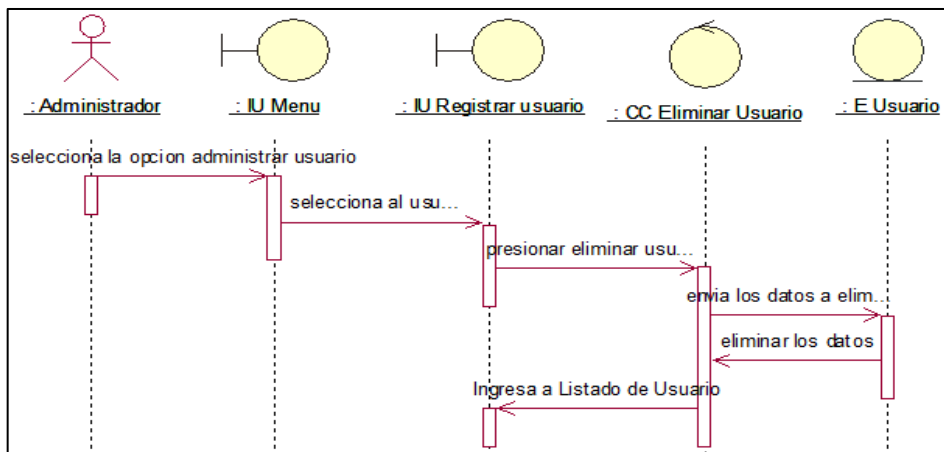 : Administrador
: IU Menu
: IU Registrar usuario
: CC Eliminar Usuario
: E Usuario
selecciona la opcion administrar usuario
selecciona al usu...
presionar eliminar usu...
envia los datos a elim...
eliminar los datos
Ingresa a Listado de Usuario